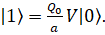 |1⟩ = Q₀/a V|0⟩.